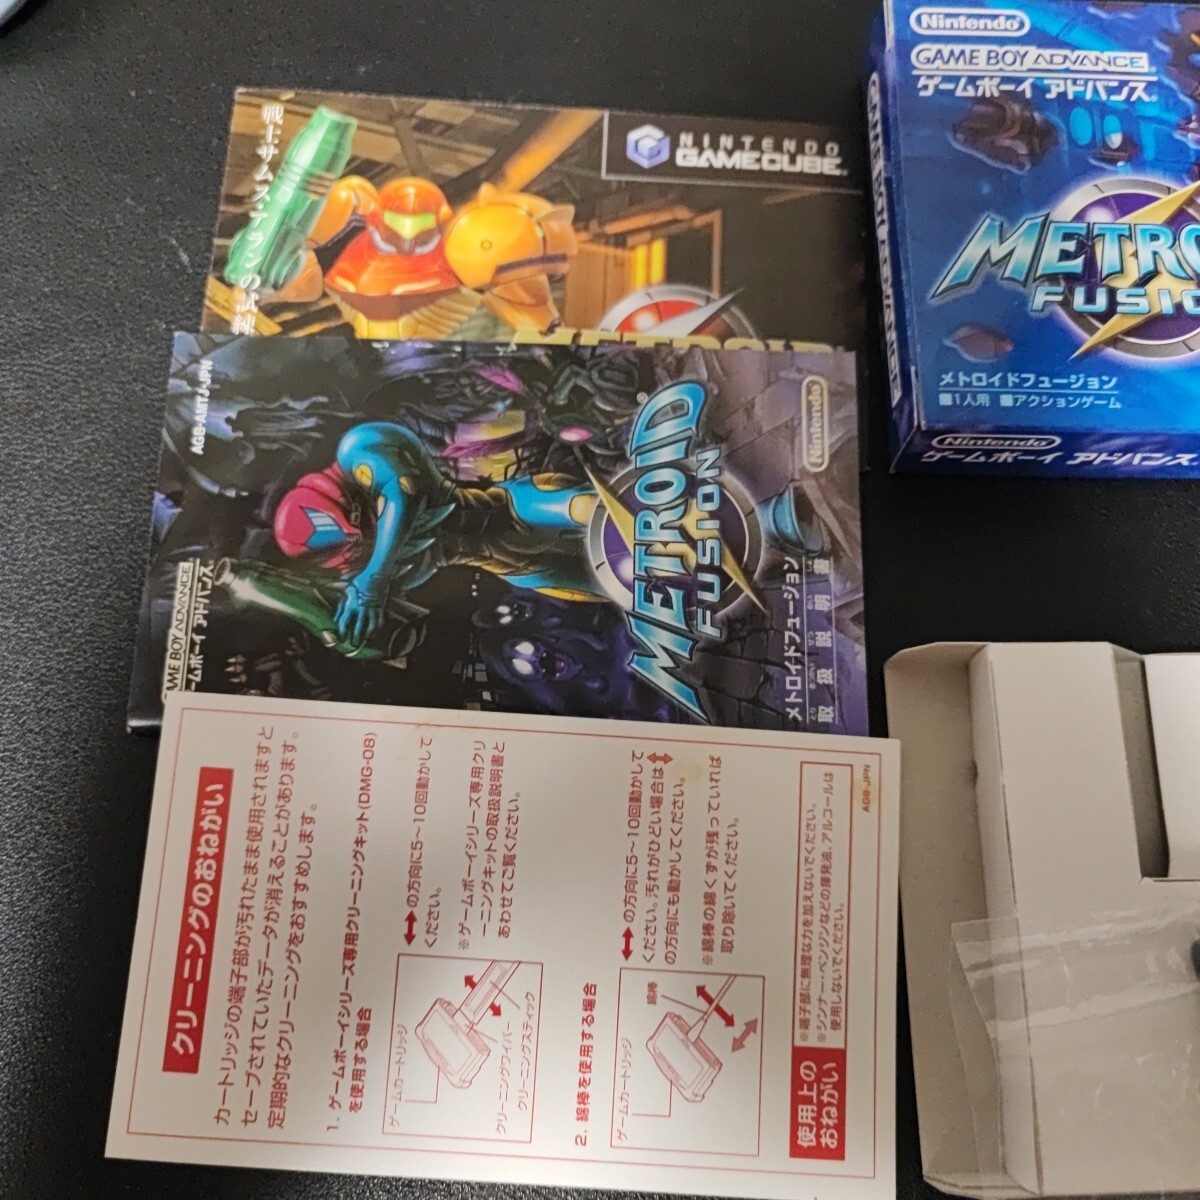 戦士サムス・アランの試練
NINTENDO
GAMECUBE
METROID
Nintendo
GAME BOY ADVANCE
ゲームボーイ アドバンス
METRO
FUSIO
メトロイドフュージョン
■1人用 ■アクションゲーム
Nintendo
ゲームボーイ アドバンス
AGB-AMTJ-JPN
GAME BOY ADVANCE
ゲームボーイ アドバンス
METROID
FUSION
Nintendo
メトロイドフュージョン
取扱説明書
とりあつかいせつめいしょ
クリーニングのおねがい
カートリッジの端子部が汚れたまま使用されますと
セーブされていたデータが消えることがあります。
定期的なクリーニングをおすすめします。
1. ゲームボーイシリーズ専用クリーニングキット(DMG-08)
を使用する場合
ゲームカートリッジ
クリーニングワイパー
クリーニングスティック
↔の方向に5〜10回動かして
ください。
※ゲームボーイシリーズ専用クリ
ーニングキットの取扱説明書と
あわせてご覧ください。
2. 綿棒を使用する場合
ゲームカートリッジ
綿棒
↔の方向に5〜10回動かして
ください。汚れがひどい場合は↕
の方向にも動かしてください。
※綿棒の綿くずが残っていれば
取り除いてください。
使用上の
おねがい
※端子部に無理な力を加えないでください。
※シンナー・ベンジンなどの揮発油、アルコールは
使用しないでください。
AGB-JPN